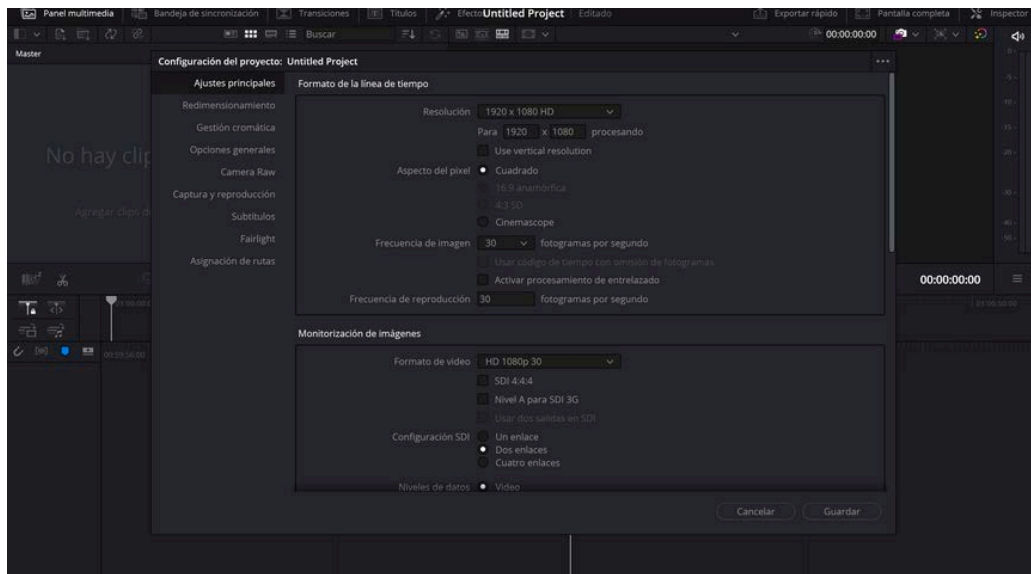 Panel multimedia Bandeja de sincronización Transiciones Títulos Efecto Untitled Project Editado Exportar rápido Pantalla completa Inspector
Buscar 00:00:00:00
Master
Configuración del proyecto: Untitled Project
Ajustes principales Formato de la línea de tiempo
Redimensionamiento Resolución 1920 x 1080 HD
Gestión cromática Para 1920 x 1080 procesando
Opciones generales Use vertical resolution
No hay clip
Camera Raw Aspecto del pixel Cuadrado
Captura y reproducción 16:9 anamórfica
4:3 SD
Agregar clips de
Subtítulos Cinemascope
Fairlight Frecuencia de imagen 30 fotogramas por segundo
Asignación de rutas Usar código de tiempo con omisión de fotogramas
Activar procesamiento de entrelazado 00:00:00:00
Frecuencia de reproducción 30 fotogramas por segundo
Monitorización de imágenes
Formato de video HD 1080p 30
SDI 4:4:4
Nivel A para SDI 3G
Usar dos salidas en SDI
Configuración SDI Un enlace
Dos enlaces
Cuatro enlaces
Niveles de datos Video
Cancelar Guardar